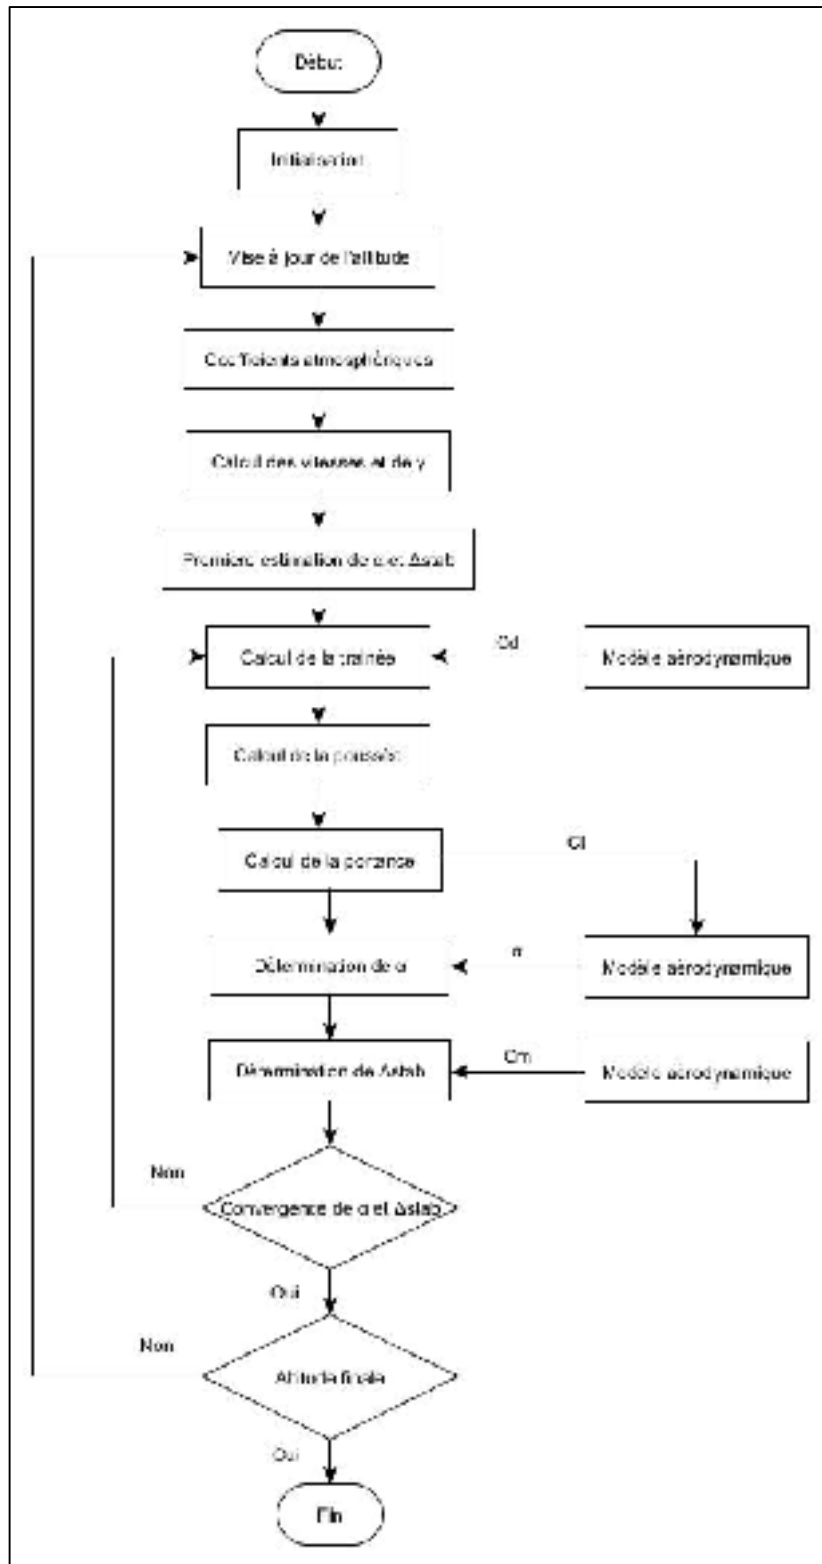 Début
Initialisation
Mise à jour de l'altitude
Coefficients atmosphériques
Calcul des vitesses et de γ
Premiere estimation de α et Δstab
Calcul de la trainée
Cd
Modèle aérodynamique
Calcul de la poussée
Calcul de la portance
Cl
Détermination de α
α
Modèle aérodynamique
Détermination de Δstab
Cm
Modèle aérodynamique
Non
Convergence de α et Δstab
Oui
Non
Altitude finale
Oui
Fin